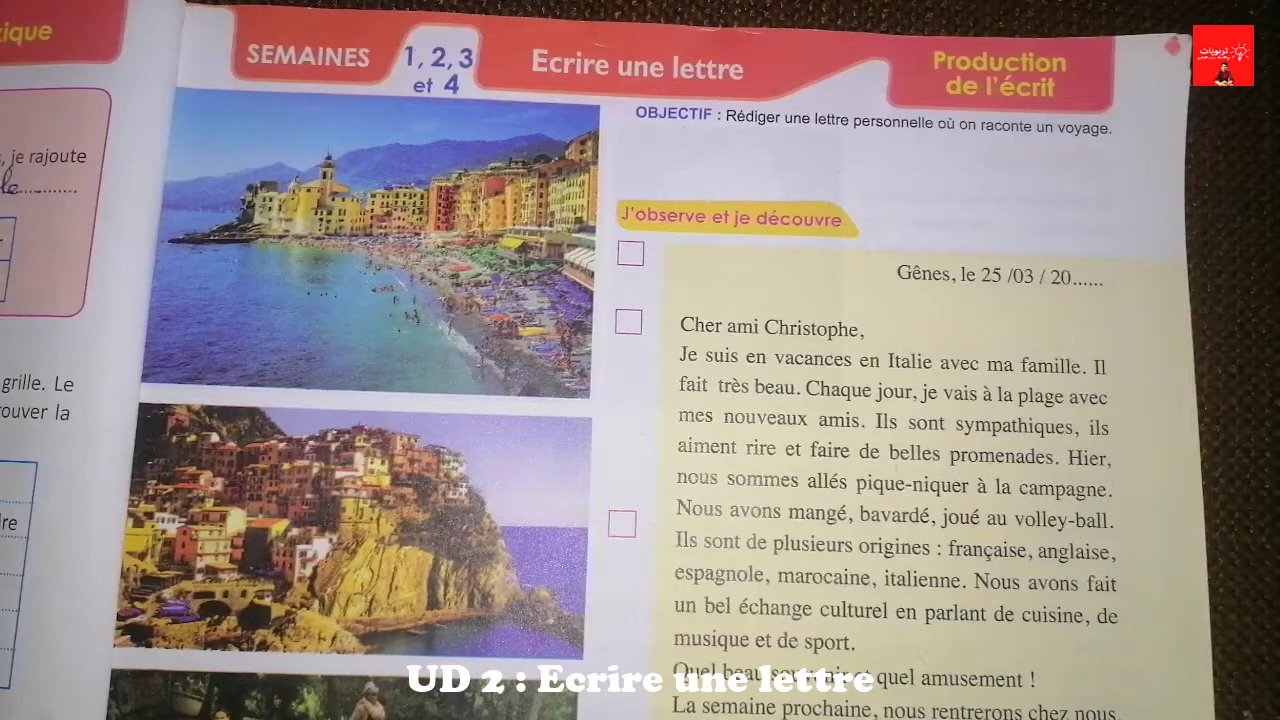 ique
SEMAINES
1, 2, 3
et 4
Ecrire une lettre
Production
de l'écrit
تربويات
OBJECTIF : Rédiger une lettre personnelle où on raconte un voyage.
, je rajoute
grille. Le
rouver la
dre
J'observe et je découvre
Gênes, le 25 /03 / 20......
Cher ami Christophe,
Je suis en vacances en Italie avec ma famille. Il
fait très beau. Chaque jour, je vais à la plage avec
mes nouveaux amis. Ils sont sympathiques, ils
aiment rire et faire de belles promenades. Hier,
nous sommes allés pique-niquer à la campagne.
Nous avons mangé, bavardé, joué au volley-ball.
Ils sont de plusieurs origines : française, anglaise,
espagnole, marocaine, italienne. Nous avons fait
un bel échange culturel en parlant de cuisine, de
musique et de sport.
Quel beau souvenir et quel amusement !
La semaine prochaine, nous rentrerons chez nous.
UD 2 : Ecrire une lettre